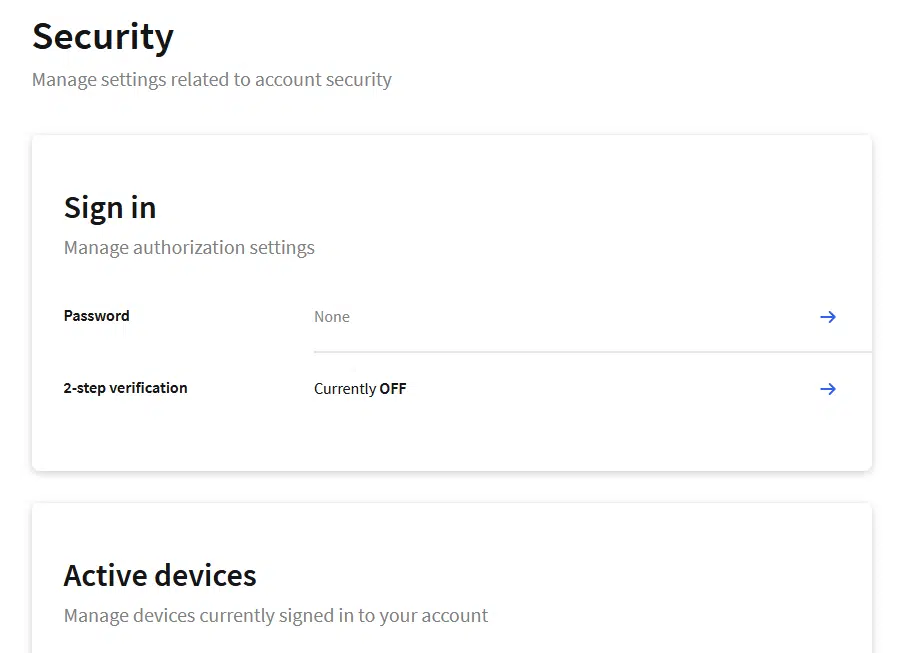 Security
Manage settings related to account security
Sign in
Manage authorization settings
Password None
2-step verification Currently OFF
Active devices
Manage devices currently signed in to your account